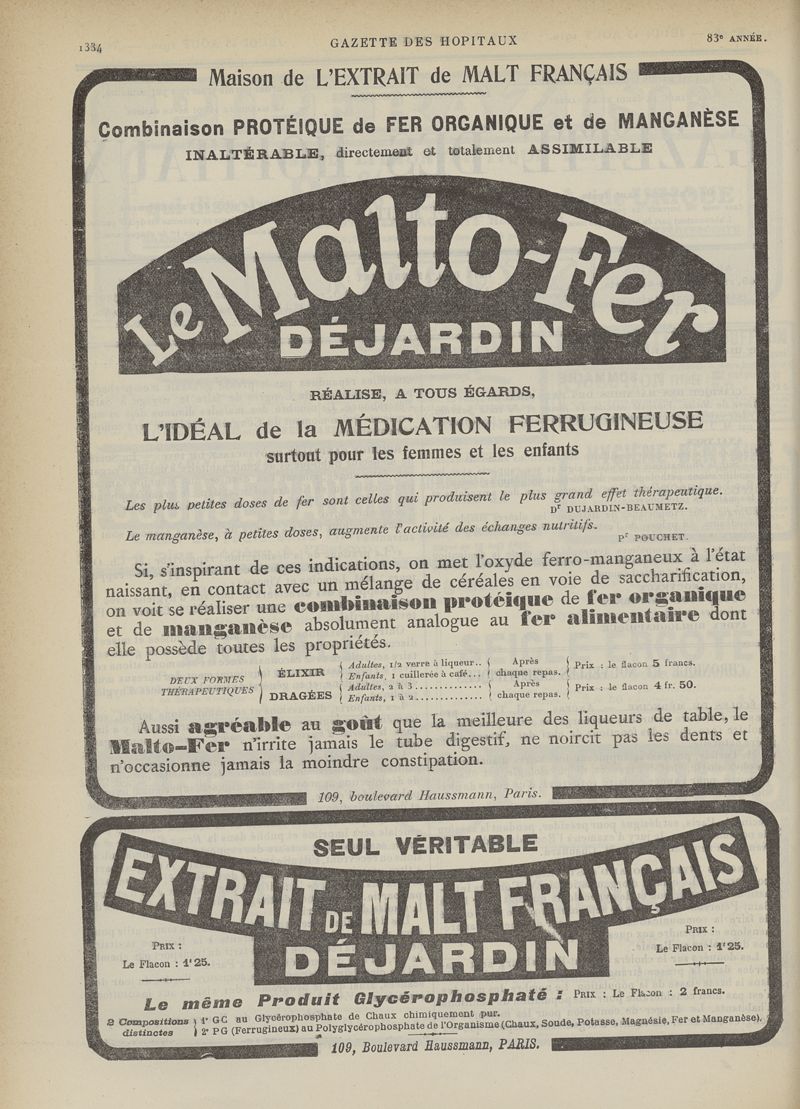 1334
GAZETTE DES HOPITAUX
83e ANNÉE.
Maison de L'EXTRAIT de MALT FRANÇAIS
Combinaison PROTÉIQUE de FER ORGANIQUE et de MANGANÈSE
INALTÉRABLE, directement et totalement ASSIMILABLE
Le Malto-Fer
DÉJARDIN
RÉALISE, A TOUS ÉGARDS,
L'IDÉAL de la MÉDICATION FERRUGINEUSE
surtout pour les femmes et les enfants
Les plus petites doses de fer sont celles qui produisent le plus grand effet thérapeutique.
Dr DUJARDIN-BEAUMETZ.
Le manganèse, à petites doses, augmente l'activité des échanges nutritifs.
Pr POUCHET.
Si, s'inspirant de ces indications, on met l'oxyde ferro-manganeux à l'état
naissant, en contact avec un mélange de céréales en voie de saccharification,
on voit se réaliser une combinaison protéique de fer organique
et de manganèse absolument analogue au fer alimentaire dont
elle possède toutes les propriétés.
DEUX FORMES
THÉRAPEUTIQUES
ÉLIXIR
Adultes, 1/2 verre à liqueur..
Enfants, 1 cuillerée à café...
Après
chaque repas.
Prix : le flacon 5 francs.
DRAGÉES
Adultes, 2 à 3.............
Enfants, 1 à 2.............
Après
chaque repas.
Prix : le flacon 4 fr. 50.
Aussi agréable au goût que la meilleure des liqueurs de table, le
Malto-Fer n'irrite jamais le tube digestif, ne noircit pas les dents et
n'occasionne jamais la moindre constipation.
109, boulevard Haussmann, Paris.
SEUL VÉRITABLE
EXTRAIT DE MALT FRANÇAIS
DÉJARDIN
PRIX :
Le Flacon : 1f 25.
PRIX :
Le Flacon : 1f 25.
Le même Produit Glycérophosphaté : PRIX : Le Flacon : 2 francs.
2 Compositions
distinctes
1° GC au Glycérophosphate de Chaux chimiquement pur.
2° PG (Ferrugineux) au Polyglycérophosphate de l'Organisme (Chaux, Soude, Potasse, Magnésie, Fer et Manganèse).
109, Boulevard Haussmann, PARIS.